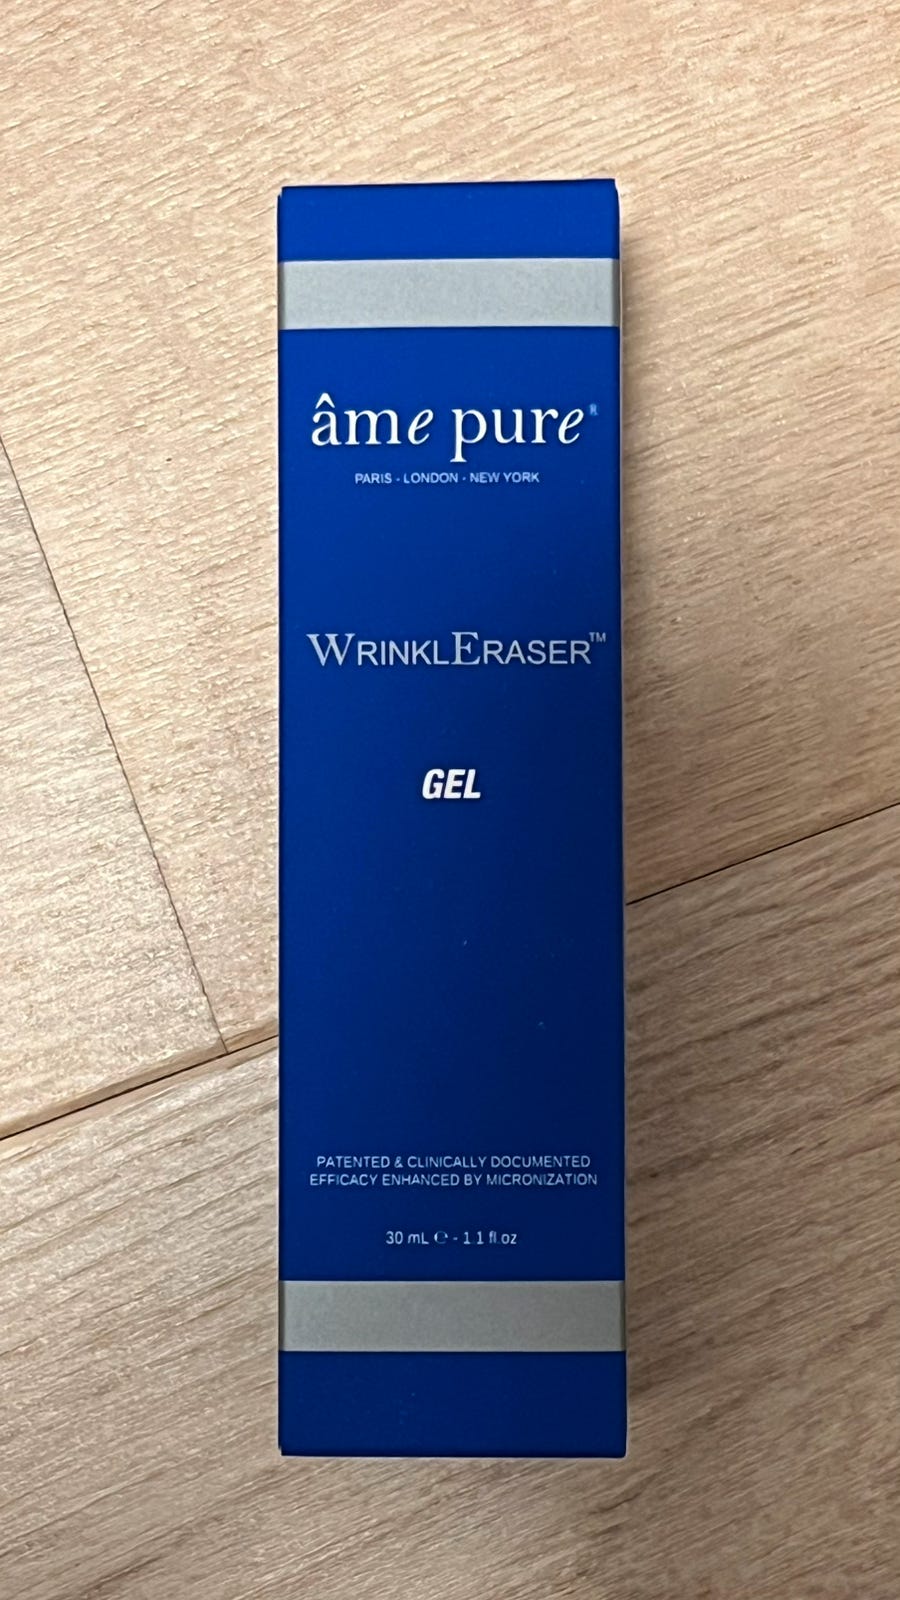 âme pure®
PARIS - LONDON - NEW YORK
WRINKLERASER™
GEL
PATENTED & CLINICALLY DOCUMENTED
EFFICACY ENHANCED BY MICRONIZATION
30 mL ℮ - 1.1 fl.oz